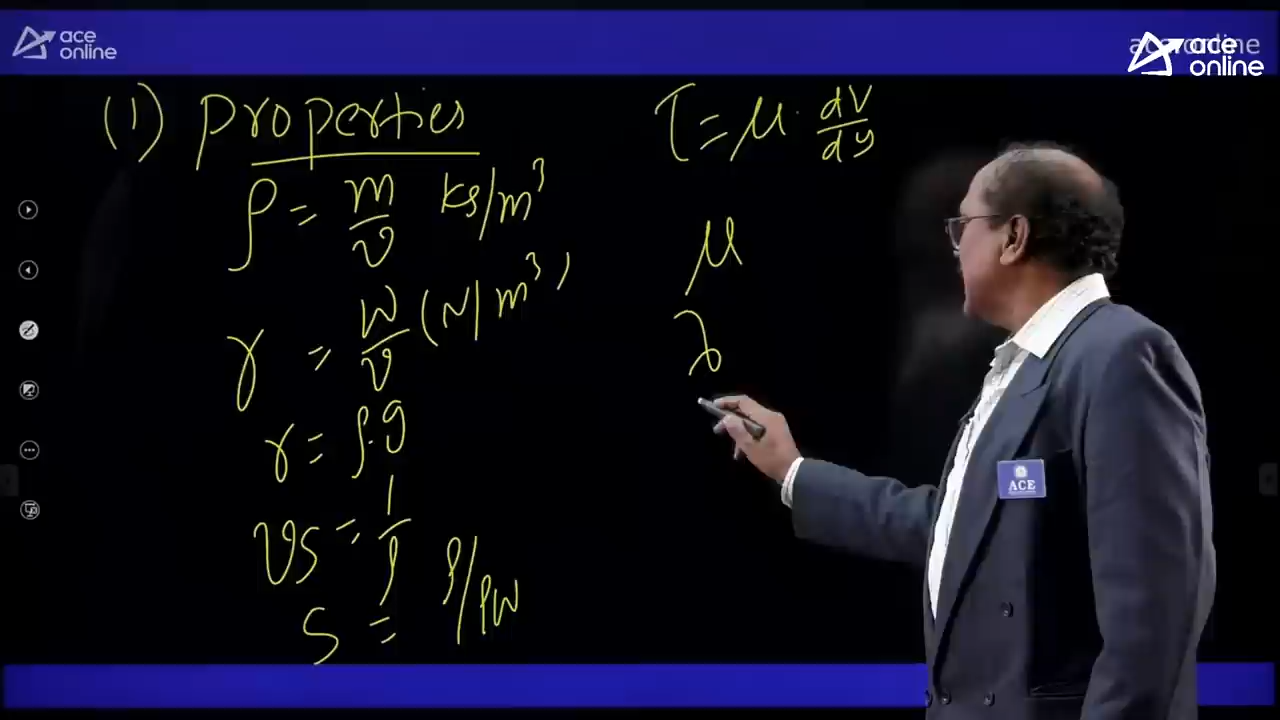 ace online
ace online
(1) Properties
ρ = m/v kg/m³
γ = W/v (N/m³)
γ = ρ.g
vs = 1/ρ
S = ρ/ρw
τ = μ. dV/dy
μ
ACE